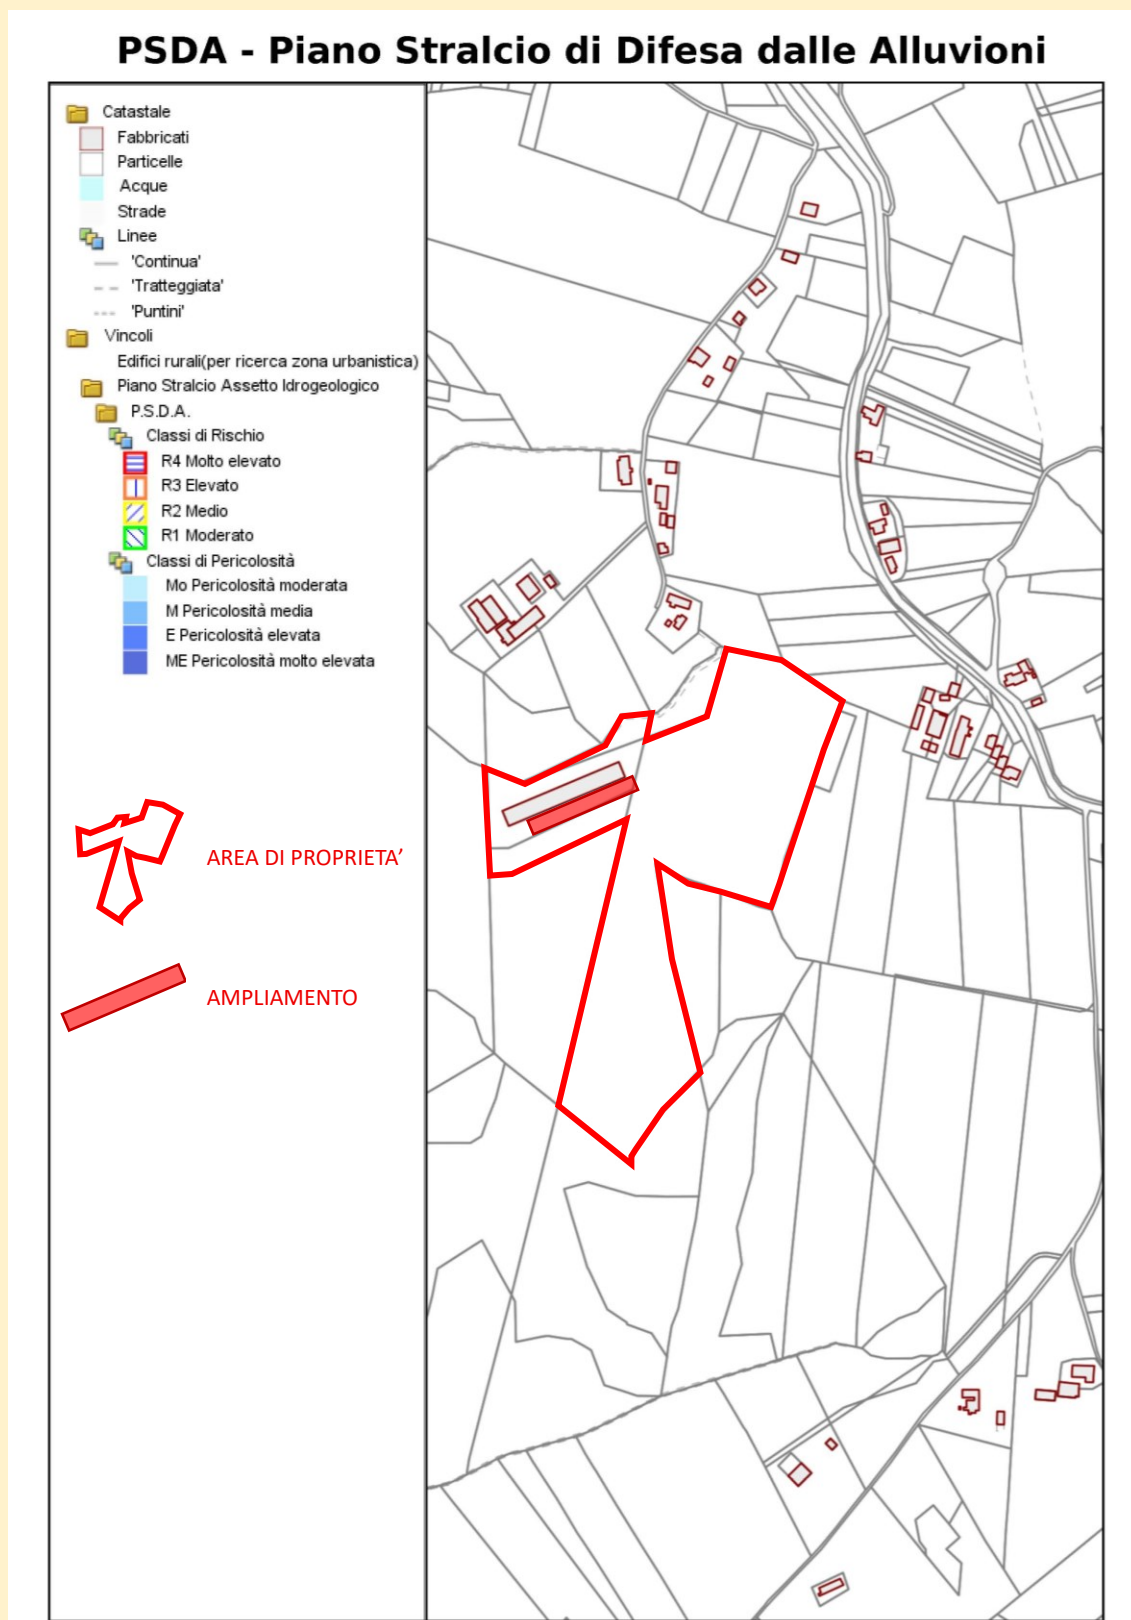 PSDA - Piano Stralcio di Difesa dalle Alluvioni
Catastale
Fabbricati
Particelle
Acque
Strade
Linee
'Continua'
'Tratteggiata'
'Puntini'
Vincoli
Edifici rurali(per ricerca zona urbanistica)
Piano Stralcio Assetto Idrogeologico
P.S.D.A.
Classi di Rischio
R4 Molto elevato
R3 Elevato
R2 Medio
R1 Moderato
Classi di Pericolosità
Mo Pericolosità moderata
M Pericolosità media
E Pericolosità elevata
ME Pericolosità molto elevata
AREA DI PROPRIETA'
AMPLIAMENTO